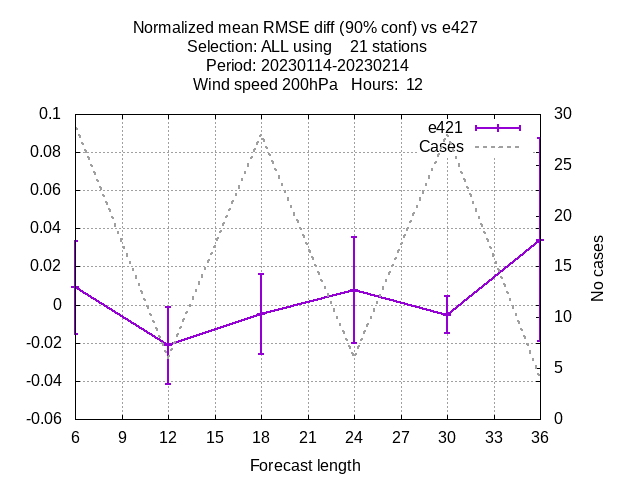 Normalized mean RMSE diff (90% conf) vs e427
Selection: ALL using    21 stations
Period: 20230114-20230214
Wind speed 200hPa   Hours:  12
0.1
0.08
0.06
0.04
0.02
0
-0.02
-0.04
-0.06
30
25
20
15
10
5
0
e421
Cases
No cases
6 9 12 15 18 21 24 27 30 33 36
Forecast length